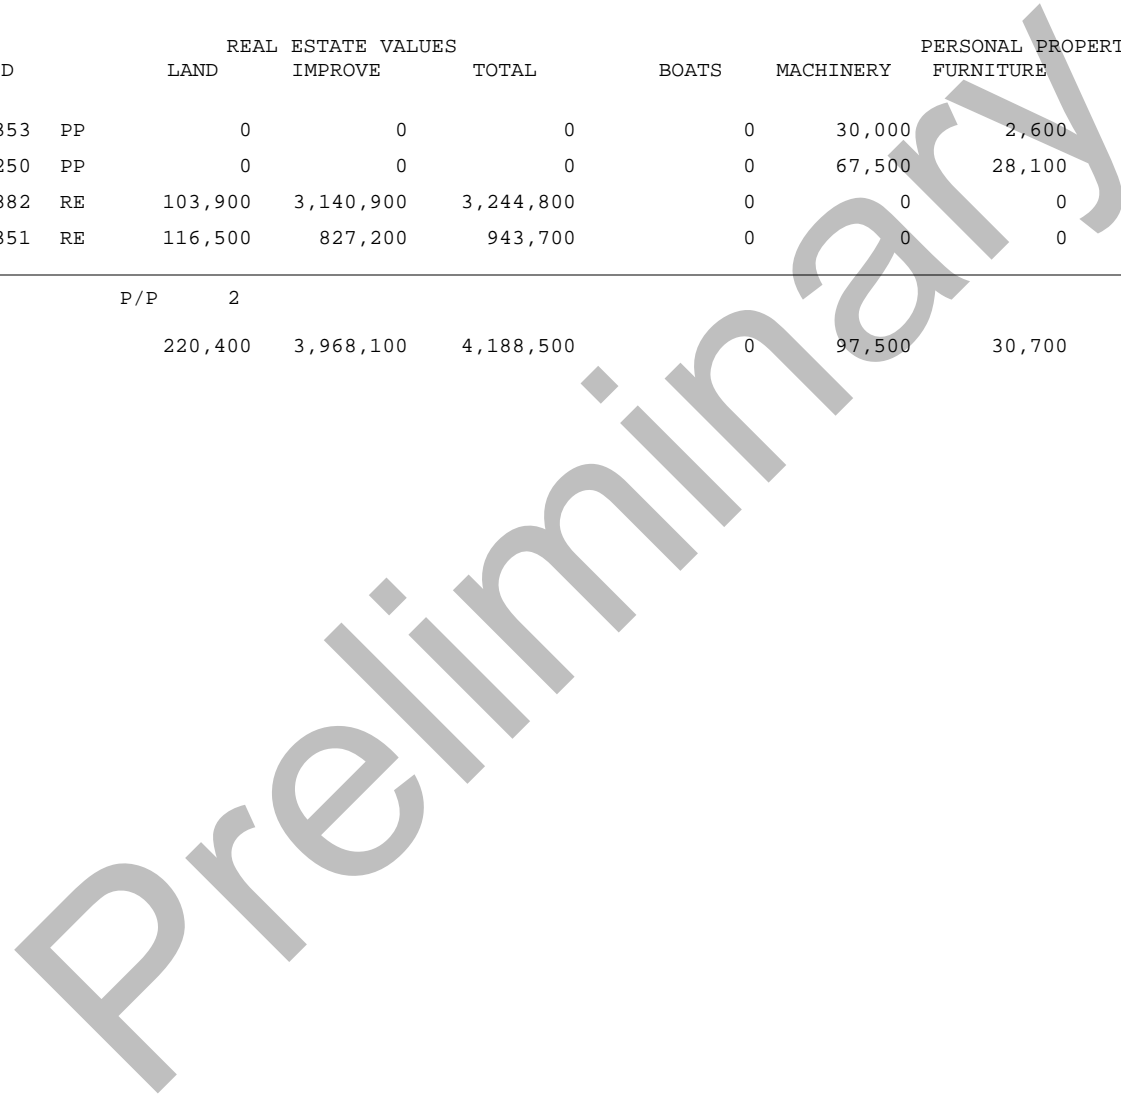 REAL ESTATE VALUES PERSONAL PROPERT
D LAND IMPROVE TOTAL BOATS MACHINERY FURNITURE
353 PP 0 0 0 0 30,000 2,600
250 PP 0 0 0 0 67,500 28,100
382 RE 103,900 3,140,900 3,244,800 0 0 0
351 RE 116,500 827,200 943,700 0 0 0
P/P 2
220,400 3,968,100 4,188,500 0 97,500 30,700
Preliminary